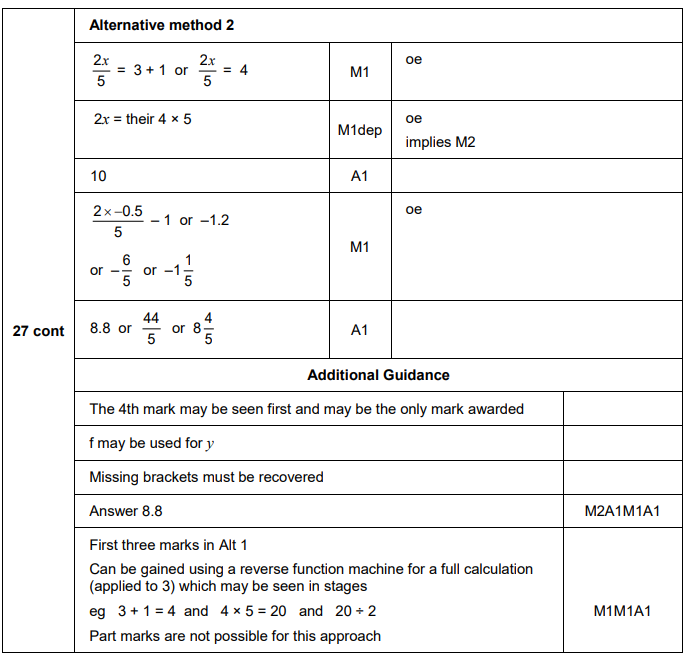 Alternative method 2
2x/5 = 3 + 1 or 2x/5 = 4
M1
oe
2x = their 4 × 5
M1dep
oe
implies M2
10
A1
2 × –0.5/5 – 1 or –1.2
or –6/5 or –1 1/5
M1
oe
27 cont
8.8 or 44/5 or 8 4/5
A1
Additional Guidance
The 4th mark may be seen first and may be the only mark awarded
f may be used for y
Missing brackets must be recovered
Answer 8.8
M2A1M1A1
First three marks in Alt 1
Can be gained using a reverse function machine for a full calculation
(applied to 3) which may be seen in stages
eg 3 + 1 = 4 and 4 × 5 = 20 and 20 ÷ 2
Part marks are not possible for this approach
M1M1A1